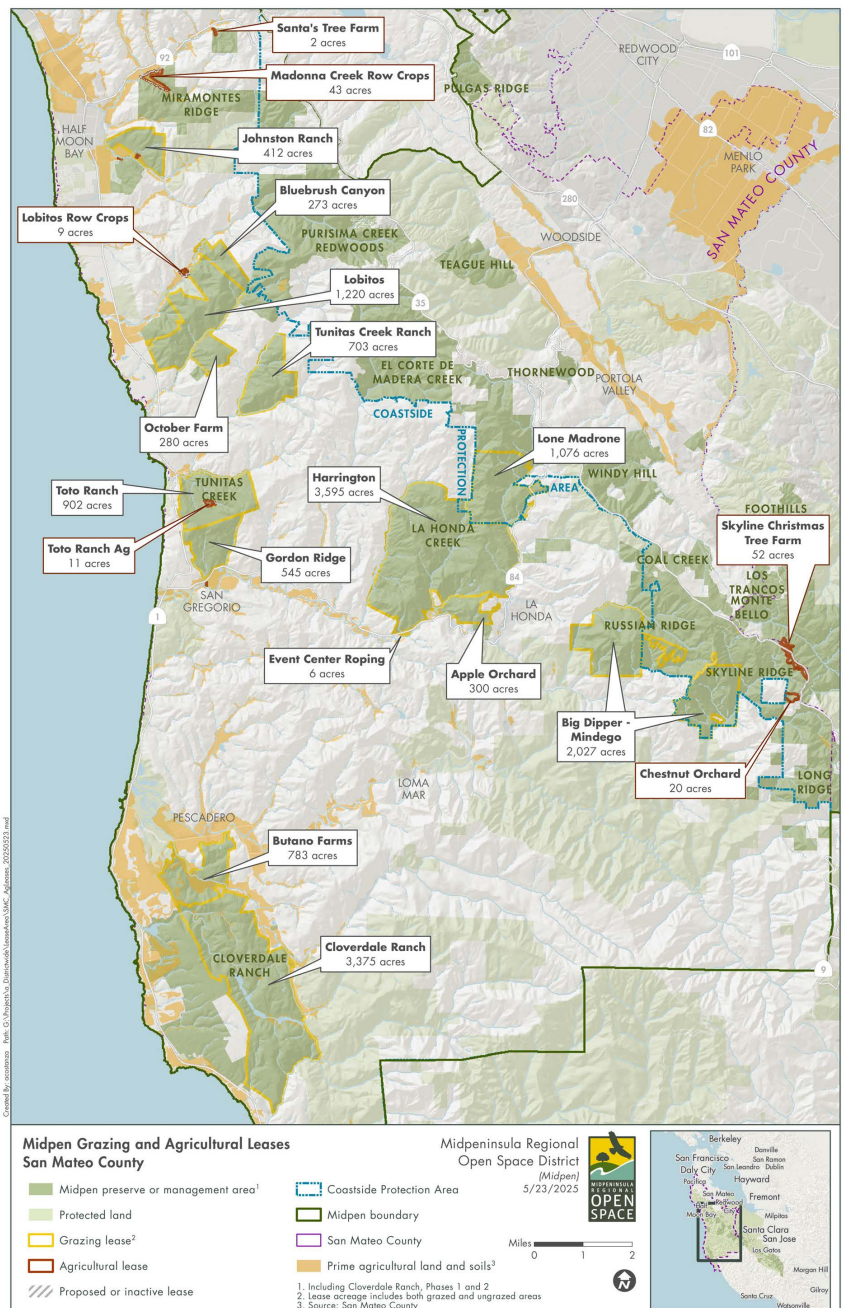 Santa's Tree Farm
2 acres
92
Madonna Creek Row Crops
43 acres
MIRAMONTES
RIDGE
PULGAS RIDGE
REDWOOD
CITY
101
82
MENLO
PARK
SAN MATEO COUNTY
HALF
MOON
BAY
Johnston Ranch
412 acres
Bluebrush Canyon
273 acres
280
WOODSIDE
Lobitos Row Crops
9 acres
PURISIMA CREEK
REDWOODS
TEAGUE HILL
Lobitos
1,220 acres
35
Tunitas Creek Ranch
703 acres
EL CORTE DE
MADERA CREEK
THORNEWOOD
PORTOLA
VALLEY
October Farm
280 acres
COASTSIDE
PROTECTION
AREA
Lone Madrone
1,076 acres
WINDY HILL
Toto Ranch
902 acres
TUNITAS
CREEK
Harrington
3,595 acres
LA HONDA
CREEK
FOOTHILLS
Skyline Christmas
Tree Farm
52 acres
Toto Ranch Ag
11 acres
Gordon Ridge
545 acres
COAL CREEK
LOS
TRANCOS
MONTE
BELLO
SAN
GREGORIO
84
LA
HONDA
1
RUSSIAN RIDGE
Event Center Roping
6 acres
Apple Orchard
300 acres
SKYLINE RIDGE
Big Dipper -
Mindego
2,027 acres
Chestnut Orchard
20 acres
LONG
RIDGE
LOMA
MAR
PESCADERO
Butano Farms
783 acres
CLOVERDALE
RANCH
Cloverdale Ranch
3,375 acres
9
Created By: acostanzo Path: G:\Projects\a_Districtwide\LeaseArea\SMC_AgLeases_20250523.mxd
Midpen Grazing and Agricultural Leases
San Mateo County
Midpen preserve or management area1
Protected land
Grazing lease2
Agricultural lease
Proposed or inactive lease
Coastside Protection Area
Midpen boundary
San Mateo County
Prime agricultural land and soils3
1. Including Cloverdale Ranch, Phases 1 and 2
2. Lease acreage includes both grazed and ungrazed areas
3. Source: San Mateo County
Midpeninsula Regional
Open Space District
(Midpen)
5/23/2025
MIDPENINSULA
REGIONAL
OPEN
SPACE
Miles
0 1 2
N
Berkeley
San Francisco
Danville
San Ramon
Daly City
San Leandro
Dublin
Pacifica
Hayward
San Mateo
Fremont
Redwood
City
Half
Moon Bay
Milpitas
Santa Clara
San Jose
Los Gatos
Morgan Hill
Gilroy
Santa Cruz
Watsonville